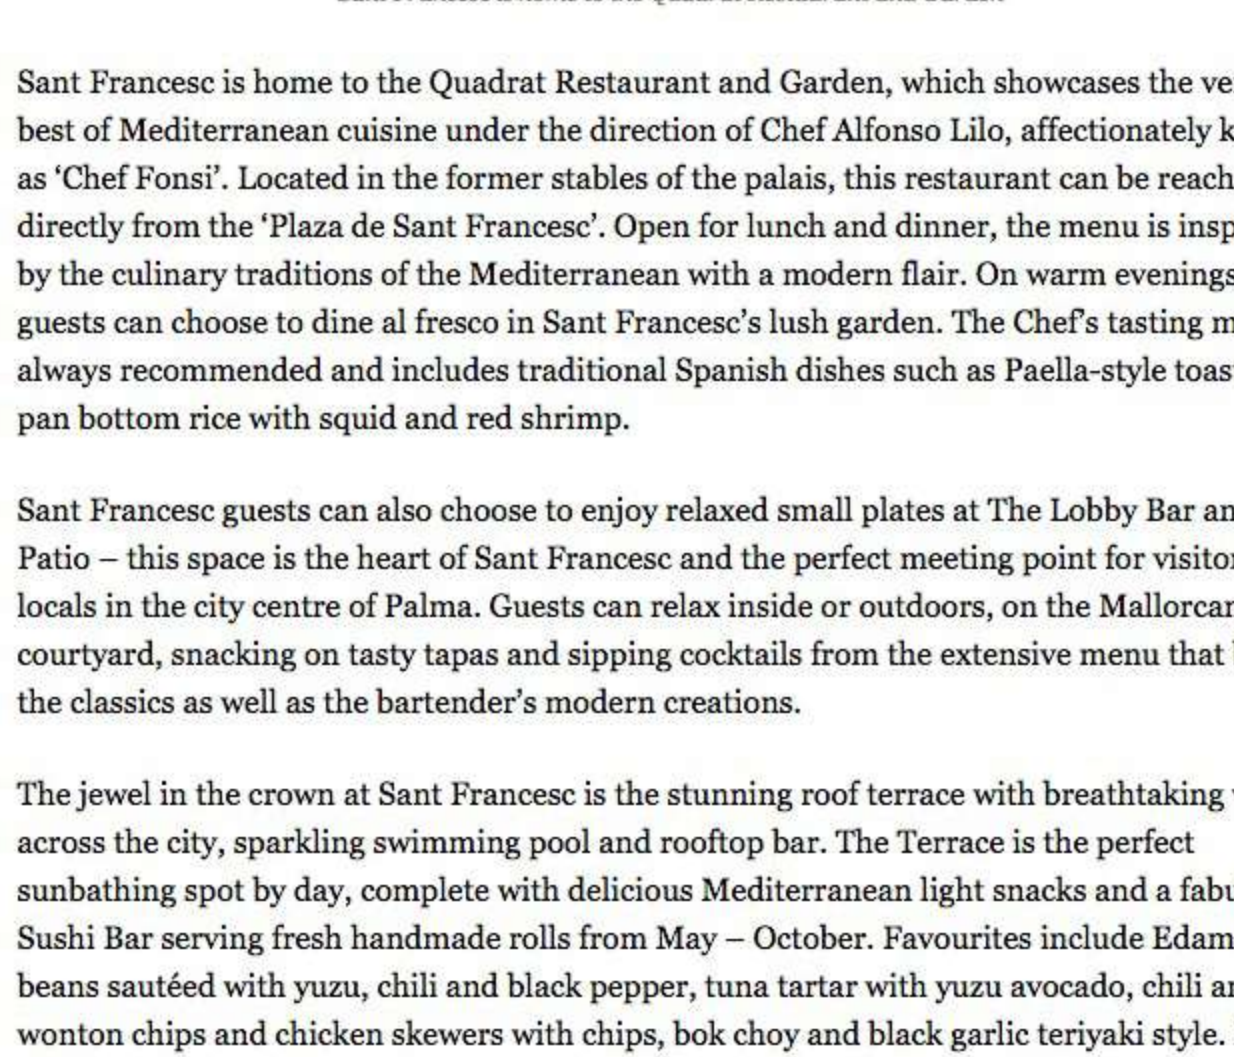 Sant Francesc is home to the Quadrat Restaurant and Garden, which showcases the
best of Mediterranean cuisine under the direction of Chef Alfonso Lilo, affectionately
as ‘Chef Fonsi’. Located in the former stables of the palais, this restaurant can be reach
directly from the ‘Plaza de Sant Francesc’. Open for lunch and dinner, the menu is insp
by the culinary traditions of the Mediterranean with a modern flair. On warm evenings
guests can choose to dine al fresco in Sant Francesc’s lush garden. The Chef’s tasting
always recommended and includes traditional Spanish dishes such as Paella-style toas
pan bottom rice with squid and red shrimp.
Sant Francesc guests can also choose to enjoy relaxed small plates at The Lobby Bar an
Patio – this space is the heart of Sant Francesc and the perfect meeting point for visito
locals in the city centre of Palma. Guests can relax inside or outdoors, on the Mallorcan
courtyard, snacking on tasty tapas and sipping cocktails from the extensive menu that
the classics as well as the bartender’s modern creations.
The jewel in the crown at Sant Francesc is the stunning roof terrace with breathtaking
across the city, sparkling swimming pool and rooftop bar. The Terrace is the perfect
sunbathing spot by day, complete with delicious Mediterranean light snacks and a fabu
Sushi Bar serving fresh handmade rolls from May – October. Favourites include Edam
beans sautéed with yuzu, chili and black pepper, tuna tartar with yuzu avocado, chili an
wonton chips and chicken skewers with chips, bok choy and black garlic teriyaki style.